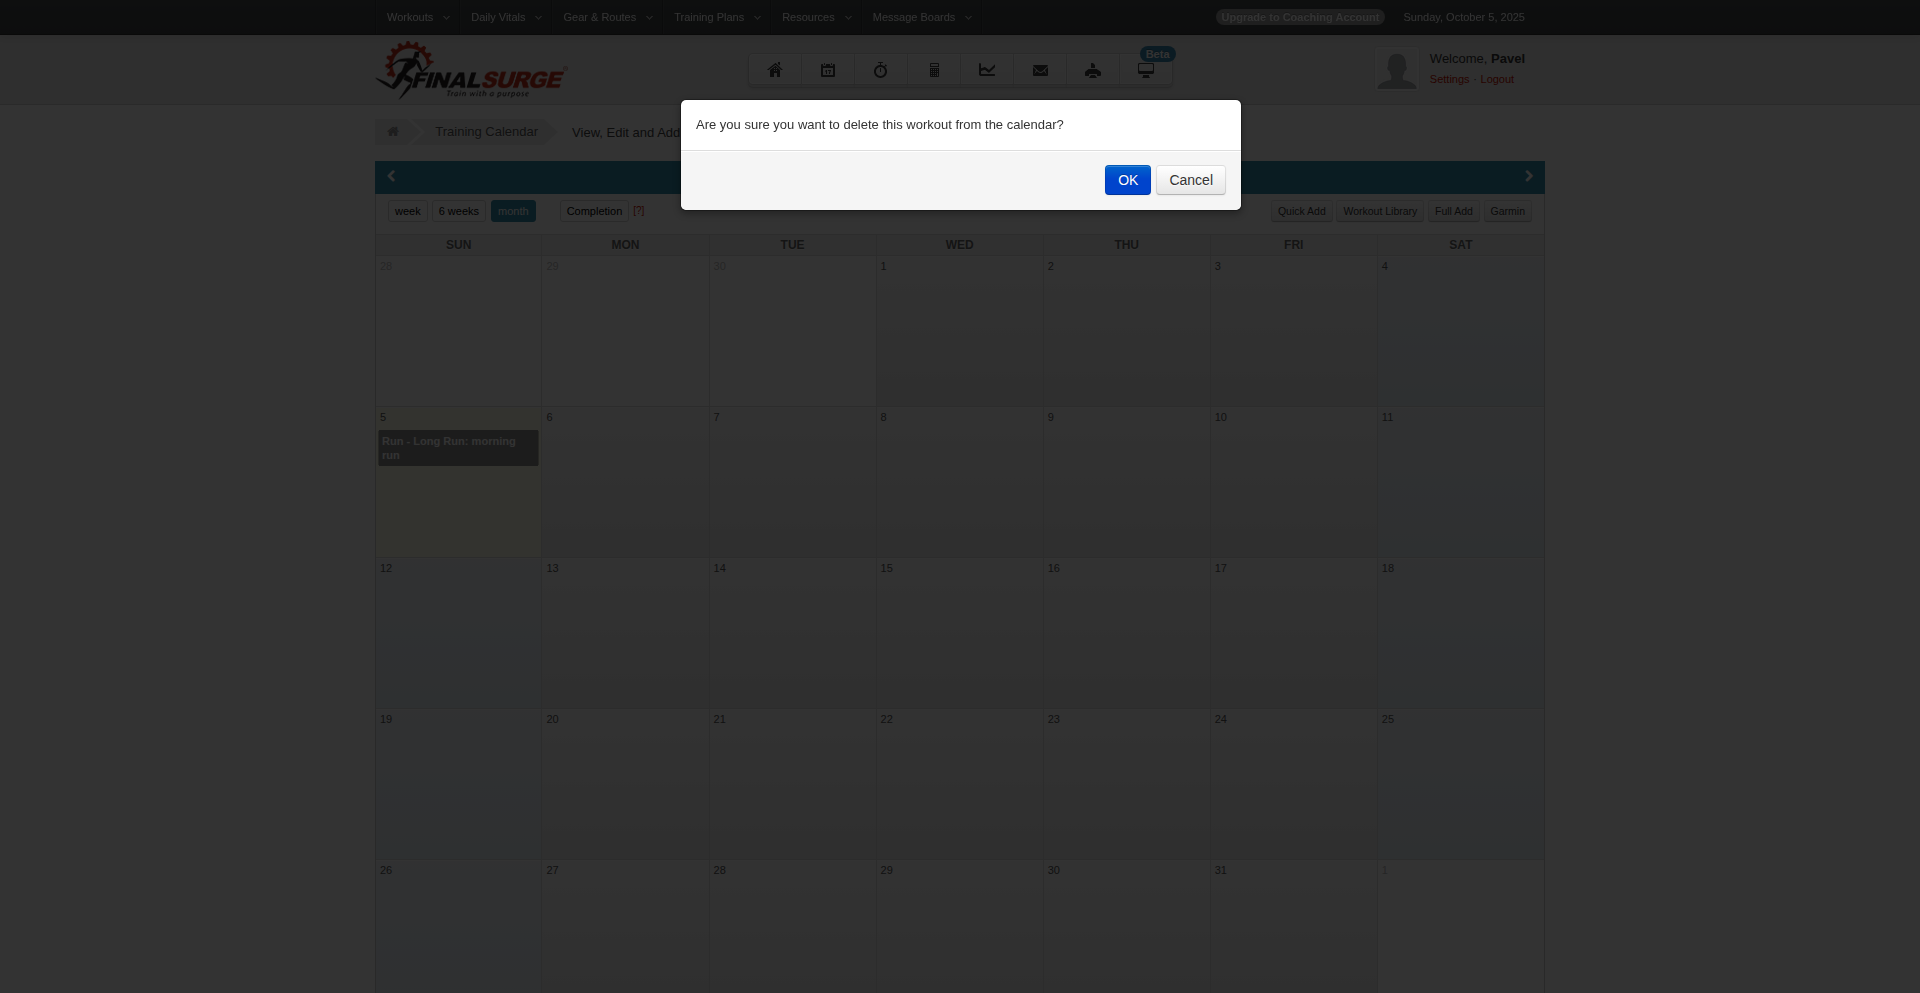 Workouts Daily Vitals Gear & Routes Training Plans Resources Message Boards Upgrade to Coaching Account Sunday, October 5, 2025
FINALSURGE®
Train with a purpose
Beta
Welcome, Pavel
Settings · Logout
Training Calendar View, Edit and Add
Are you sure you want to delete this workout from the calendar?
OK Cancel
week 6 weeks month Completion [?] Quick Add Workout Library Full Add Garmin
SUN MON TUE WED THU FRI SAT
28 29 30 1 2 3 4
5 6 7 8 9 10 11
Run - Long Run: morning
run
12 13 14 15 16 17 18
19 20 21 22 23 24 25
26 27 28 29 30 31 1